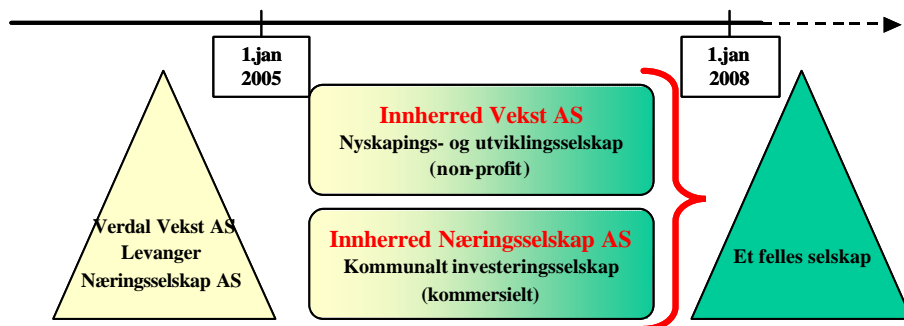 1.jan
2005
1.jan
2008
Verdal Vekst AS
Levanger
Næringsselskap AS
Innherred Vekst AS
Nyskapings- og utviklingsselskap
(non-profit)
Innherred Næringsselskap AS
Kommunalt investeringsselskap
(kommersielt)
Et felles selskap